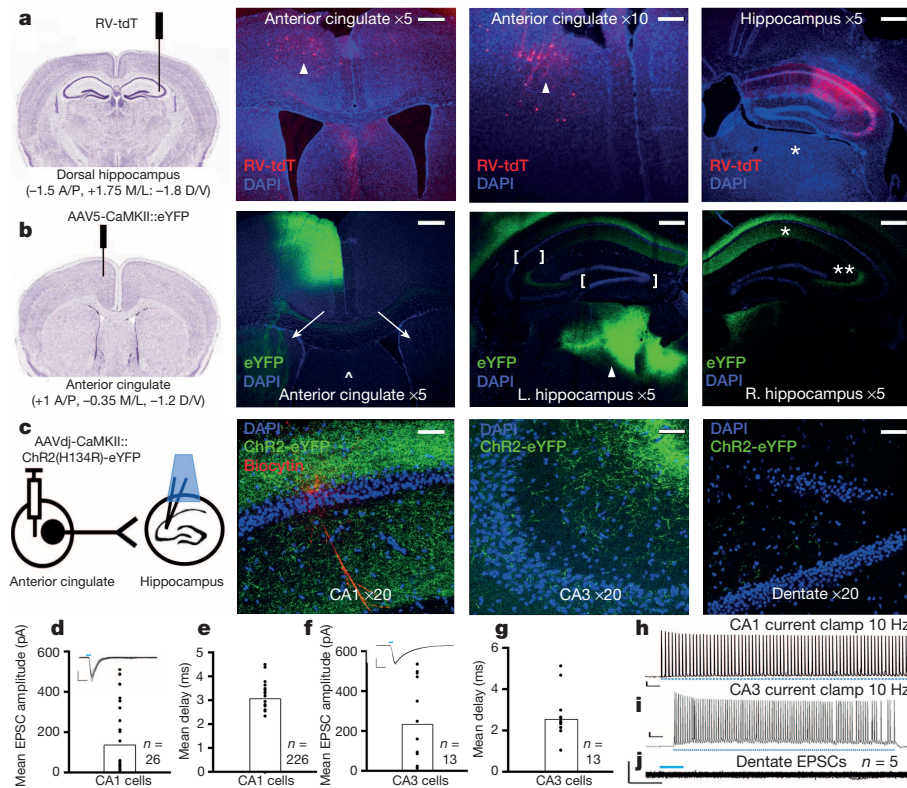 a
RV-tdT
Dorsal hippocampus
(–1.5 A/P, +1.75 M/L: –1.8 D/V)
Anterior cingulate ×5
RV-tdT
DAPI
Anterior cingulate ×10
RV-tdT
DAPI
Hippocampus ×5
*
RV-tdT
DAPI
b
AAV5-CaMKII::eYFP
Anterior cingulate
(+1 A/P, –0.35 M/L, –1.2 D/V)
^
eYFP
DAPI
Anterior cingulate ×5
[ ]
[ ]
eYFP
DAPI
L. hippocampus ×5
*
**
eYFP
DAPI
R. hippocampus ×5
c
AAVdj-CaMKII::
ChR2(H134R)-eYFP
Anterior cingulate
Hippocampus
DAPI
ChR2-eYFP
Biocytin
CA1 ×20
DAPI
ChR2-eYFP
CA3 ×20
DAPI
ChR2-eYFP
Dentate ×20
d
Mean EPSC amplitude (pA)
600
400
200
0
n =
26
CA1 cells
e
Mean delay (ms)
5
4
3
2
1
0
n =
226
CA1 cells
f
Mean EPSC amplitude (pA)
600
400
200
0
n =
13
CA3 cells
g
Mean delay (ms)
6
4
2
0
n =
13
CA3 cells
h
CA1 current clamp 10 Hz
CA3 current clamp 10 Hz
i
j
Dentate EPSCs n = 5